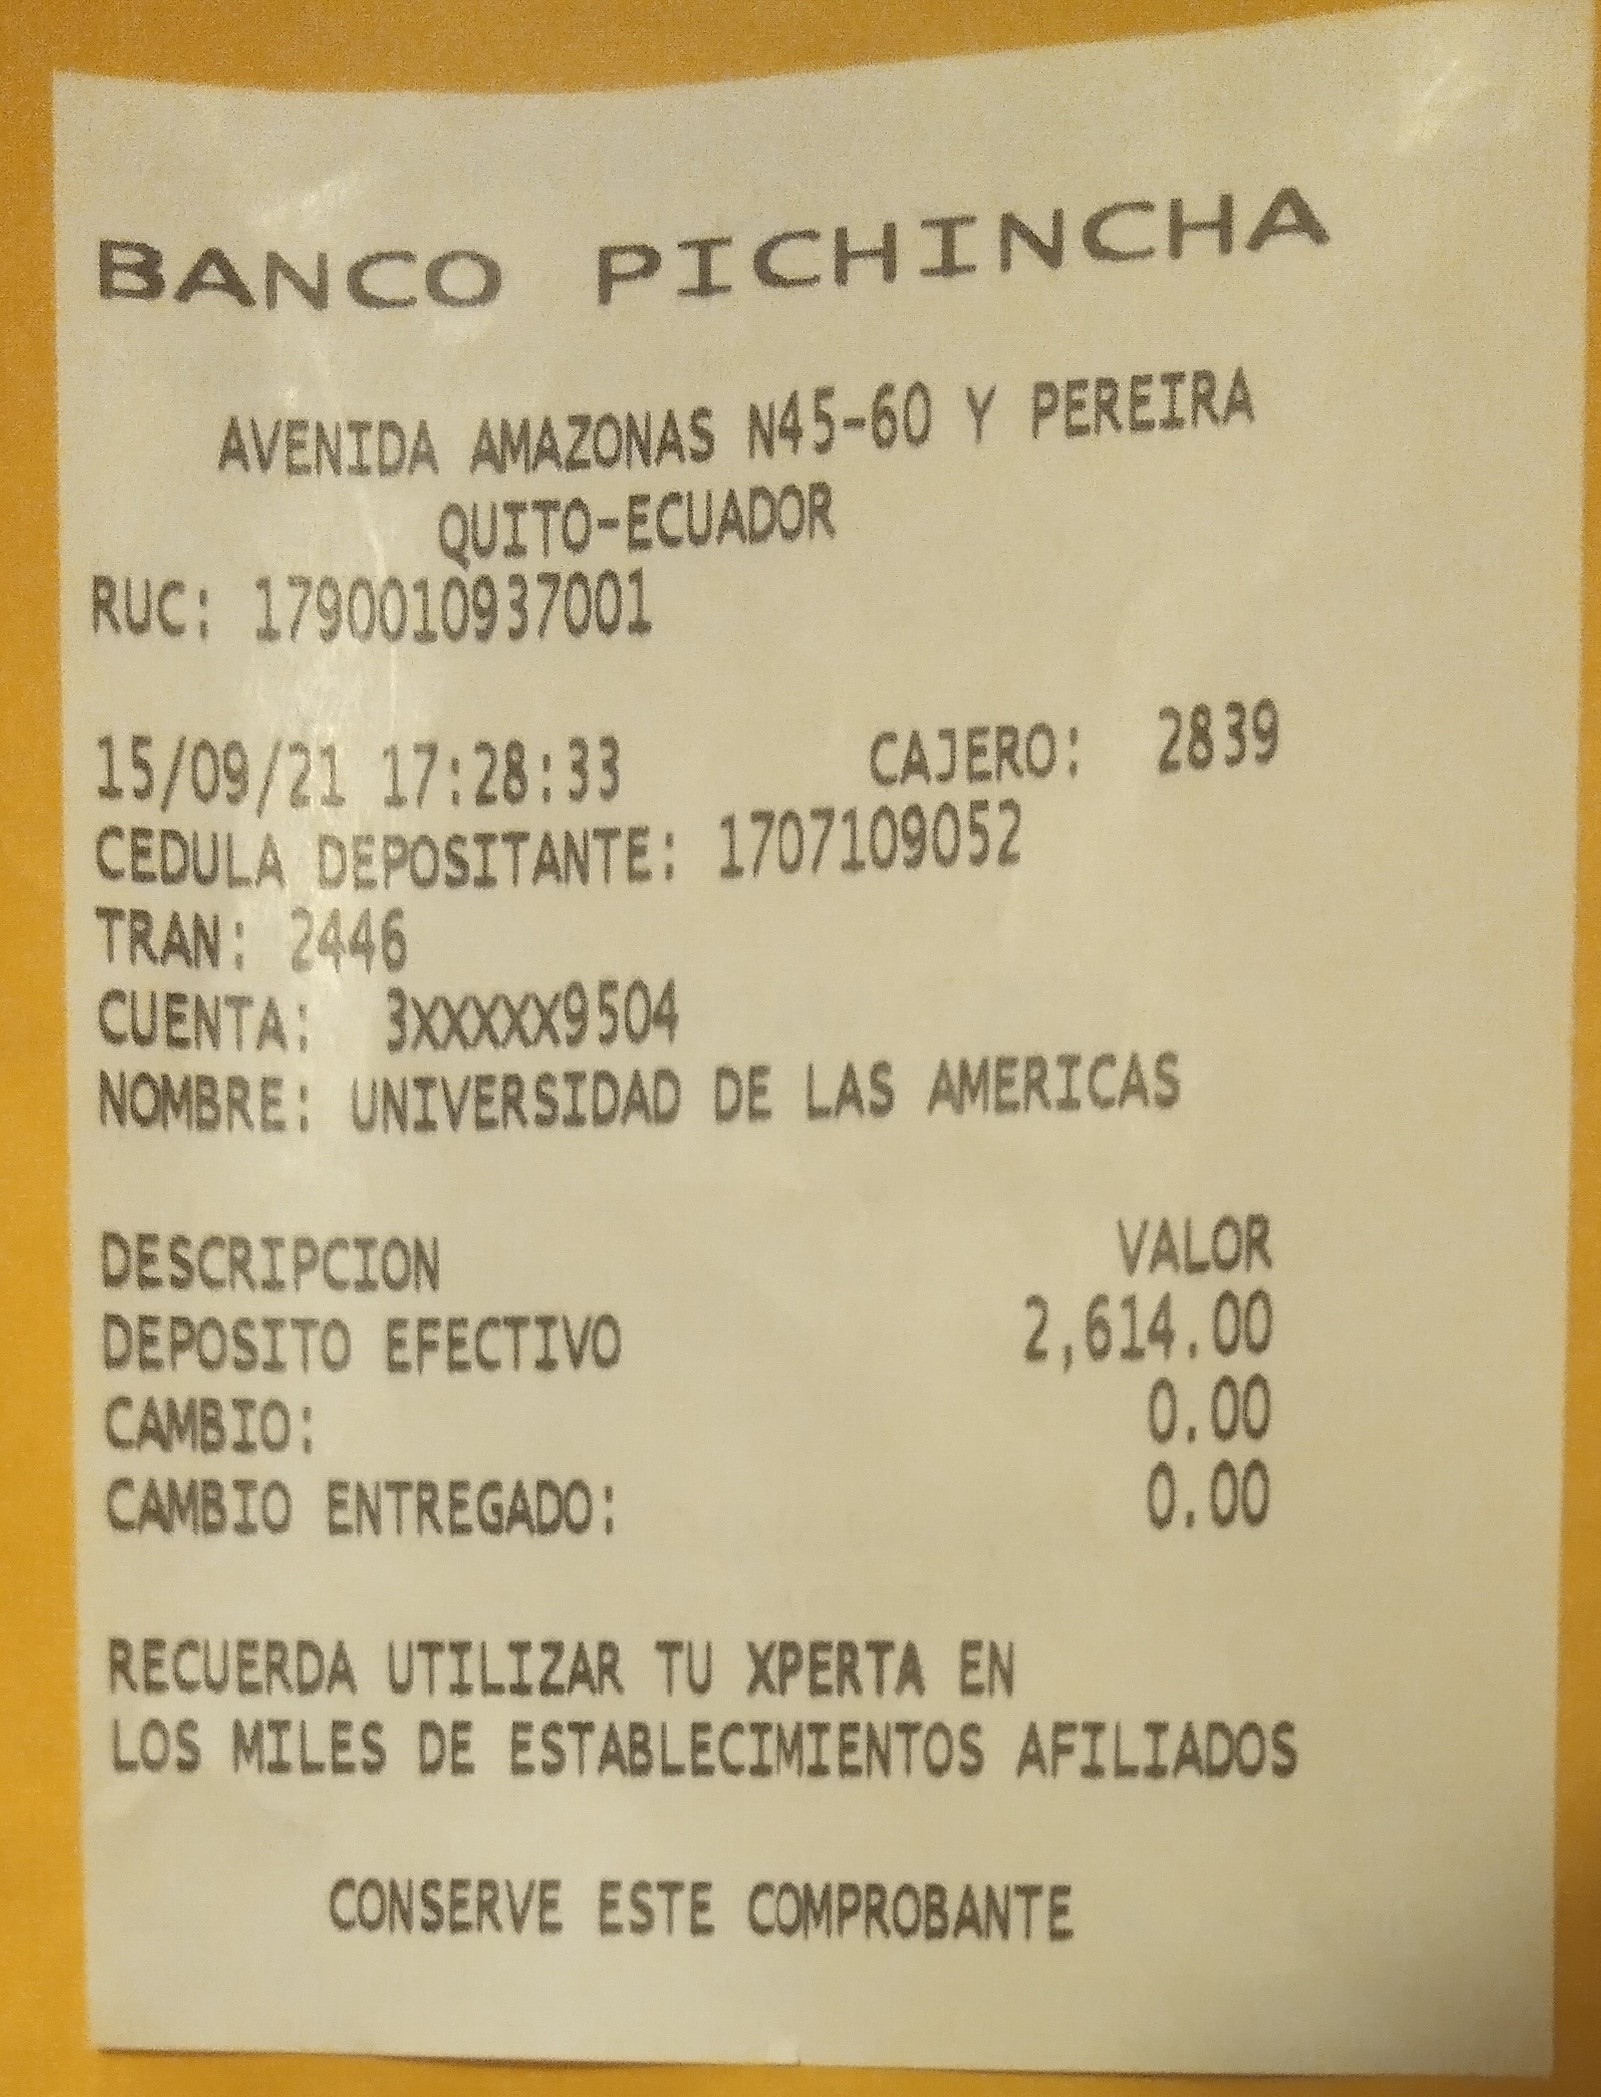 BANCO PICHINCHA
AVENIDA AMAZONAS N45-60 Y PEREIRA
QUITO-ECUADOR
RUC: 1790010937001
15/09/21 17:28:33 CAJERO: 2839
CEDULA DEPOSITANTE: 1707109052
TRAN: 2446
CUENTA: 3XXXXX9504
NOMBRE: UNIVERSIDAD DE LAS AMERICAS
DESCRIPCION VALOR
DEPOSITO EFECTIVO 2,614.00
CAMBIO: 0.00
CAMBIO ENTREGADO: 0.00
RECUERDA UTILIZAR TU XPERTA EN
LOS MILES DE ESTABLECIMIENTOS AFILIADOS
CONSERVE ESTE COMPROBANTE